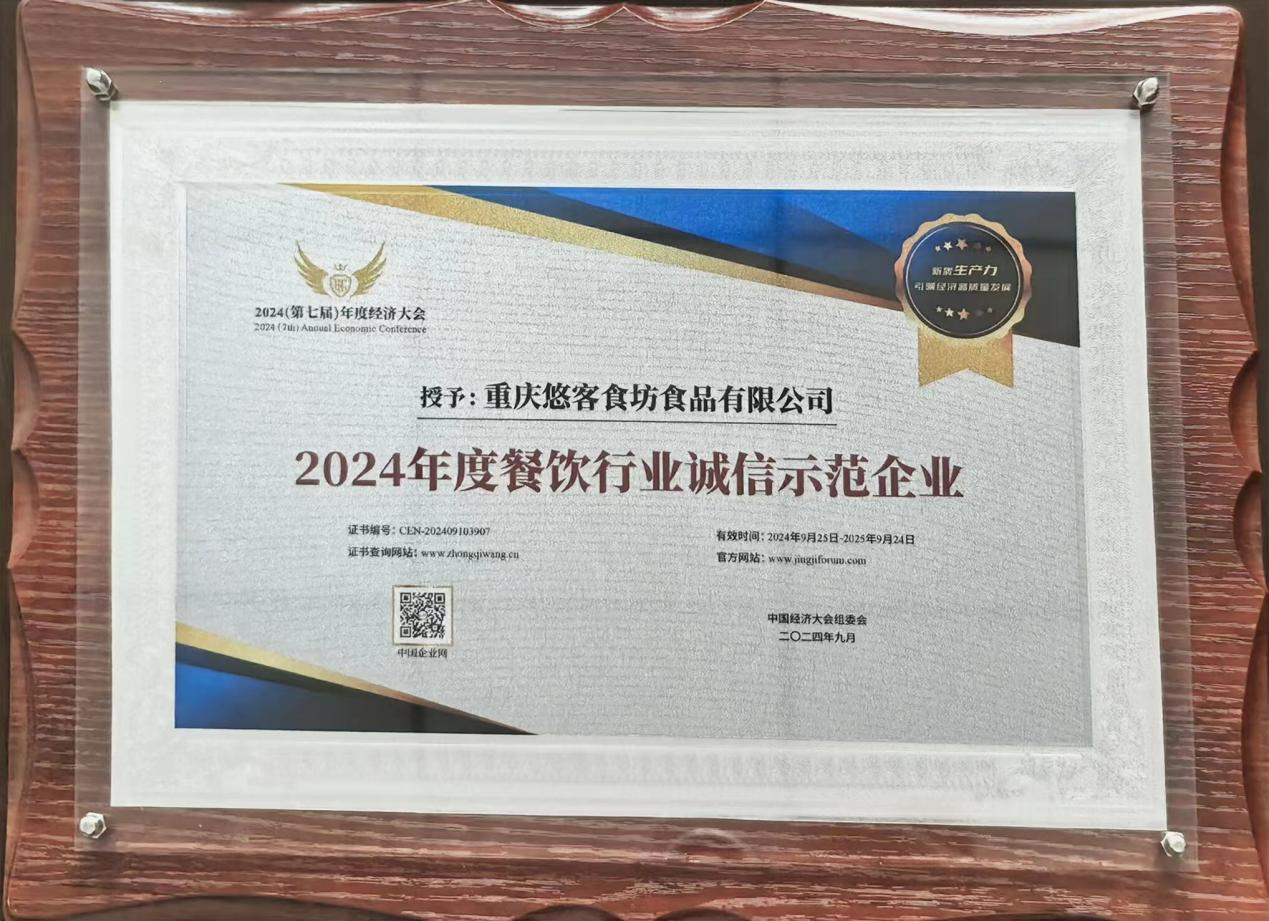 2024(第七届)年度经济大会
2024 (7th) Annual Economic Conference
新质生产力
引领经济高质量发展
授予：重庆悠客食坊食品有限公司
2024年度餐饮行业诚信示范企业
证书编号：CEN-202409103907
证书查询网站：www.zhongqiwang.cn
有效时间：2024年9月25日-2025年9月24日
官方网站：www.jingjiforum.com
中国企业网
中国经济大会组委会
二〇二四年九月